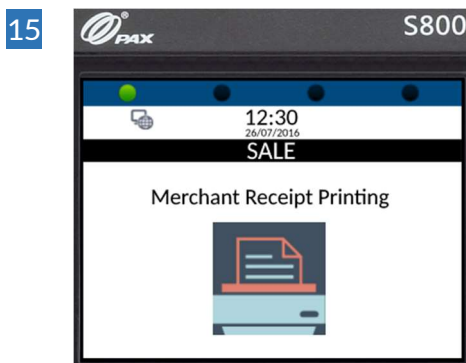 15
PAX®
S800
12:30
26/07/2016
SALE
Merchant Receipt Printing